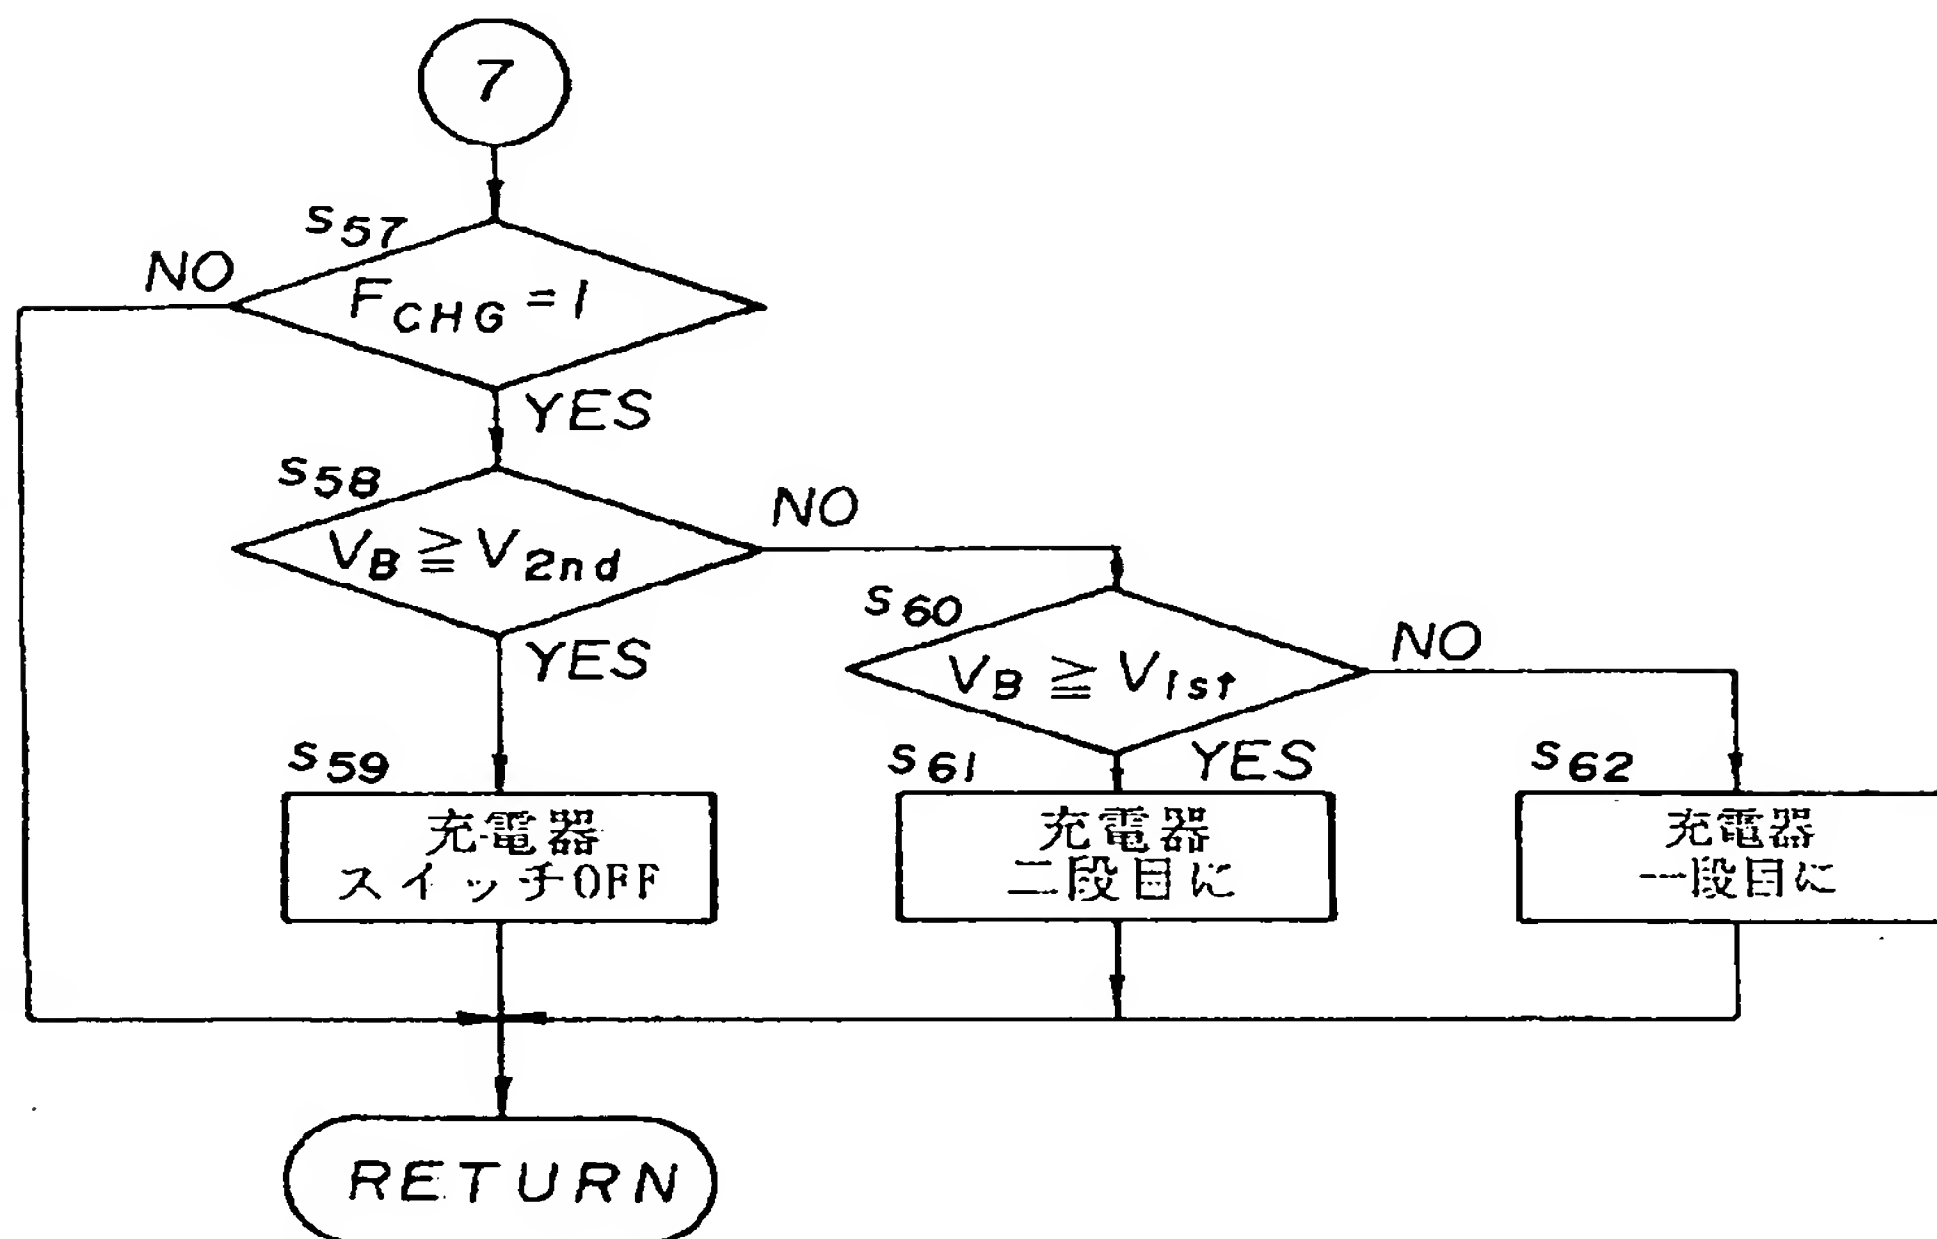 7
S57
NO
FCHG = 1
YES
S58
NO
VB ≧ V2nd
S60
NO
YES
VB ≧ V1st
S59
S61
YES
S62
充電器
スイッチOFF
充電器
二段目に
充電器
一段目に
RETURN